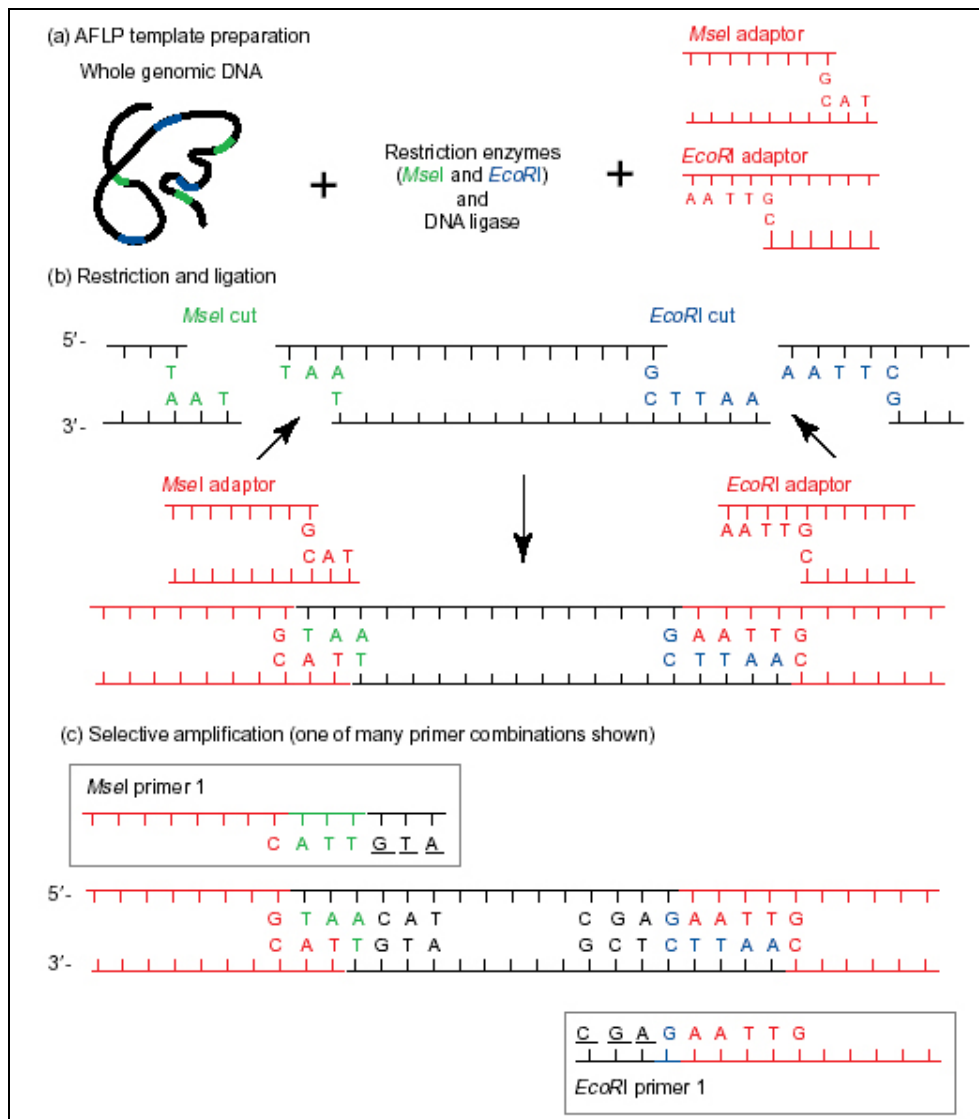 (a) AFLP template preparation
Whole genomic DNA
+
Restriction enzymes
(MseI and EcoRI)
and
DNA ligase
+
MseI adaptor
G
C A T
EcoRI adaptor
A A T T G
C
(b) Restriction and ligation
MseI cut
EcoRI cut
5'-
T
T A A
G
A A T T C
A A T
T
C T T A A
G
3'-
MseI adaptor
G
C A T
EcoRI adaptor
A A T T G
C
G T A A
G A A T T G
C A T T
C T T A A C
(c) Selective amplification (one of many primer combinations shown)
MseI primer 1
C A T T G T A
5'-
G T A A C A T
C G A G A A T T G
C A T T G T A
G C T C T T A A C
3'-
C G A G A A T T G
EcoRI primer 1